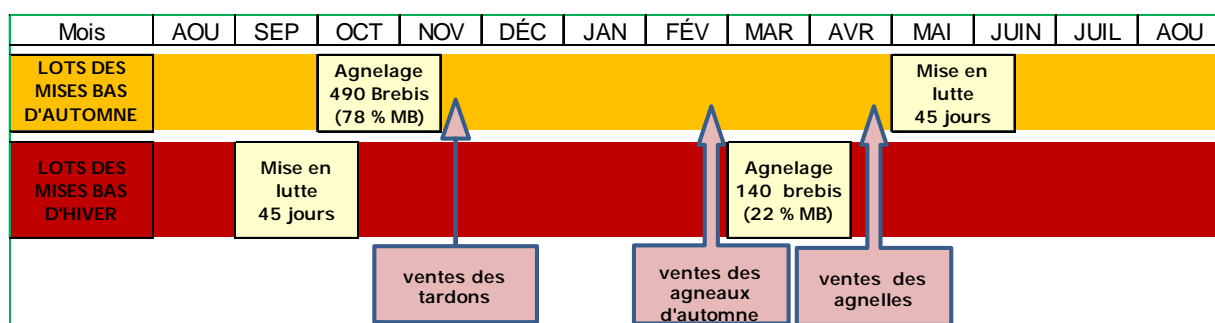 Mois AOU SEP OCT NOV DÉC JAN FÉV MAR AVR MAI JUIN JUIL AOU
LOTS DES
MISES BAS
D'AUTOMNE
Agnelage
490 Brebis
(78 % MB)
Mise en
lutte
45 jours
LOTS DES
MISES BAS
D'HIVER
Mise en
lutte
45 jours
Agnelage
140 brebis
(22 % MB)
ventes des
tardons
ventes des
agneaux
d'automne
ventes des
agnelles